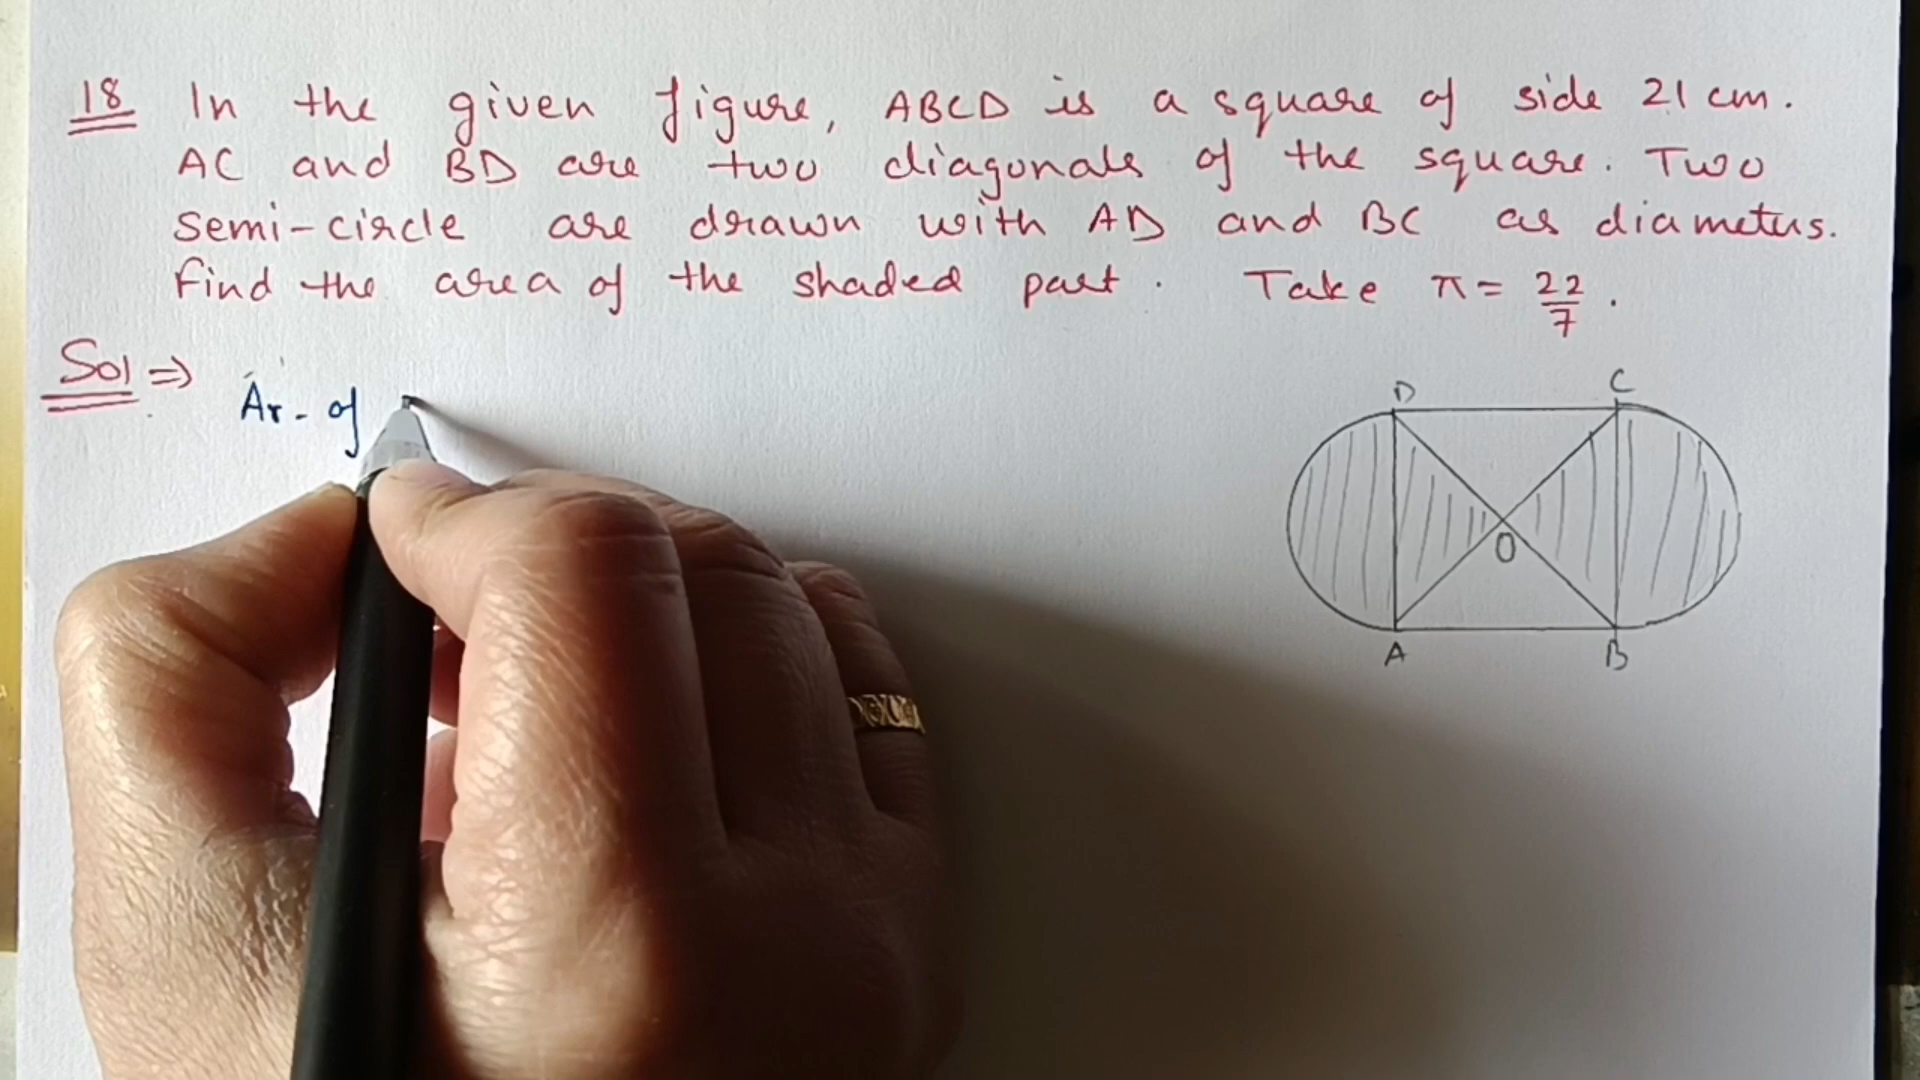 18 In the given figure, ABCD is a square of side 21 cm.
AC and BD are two diagonals of the square. Two
semi-circle are drawn with AD and BC as diameters.
Find the area of the shaded part. Take π = 22/7.
Sol ⇒ Ar. of
D C
O
A B